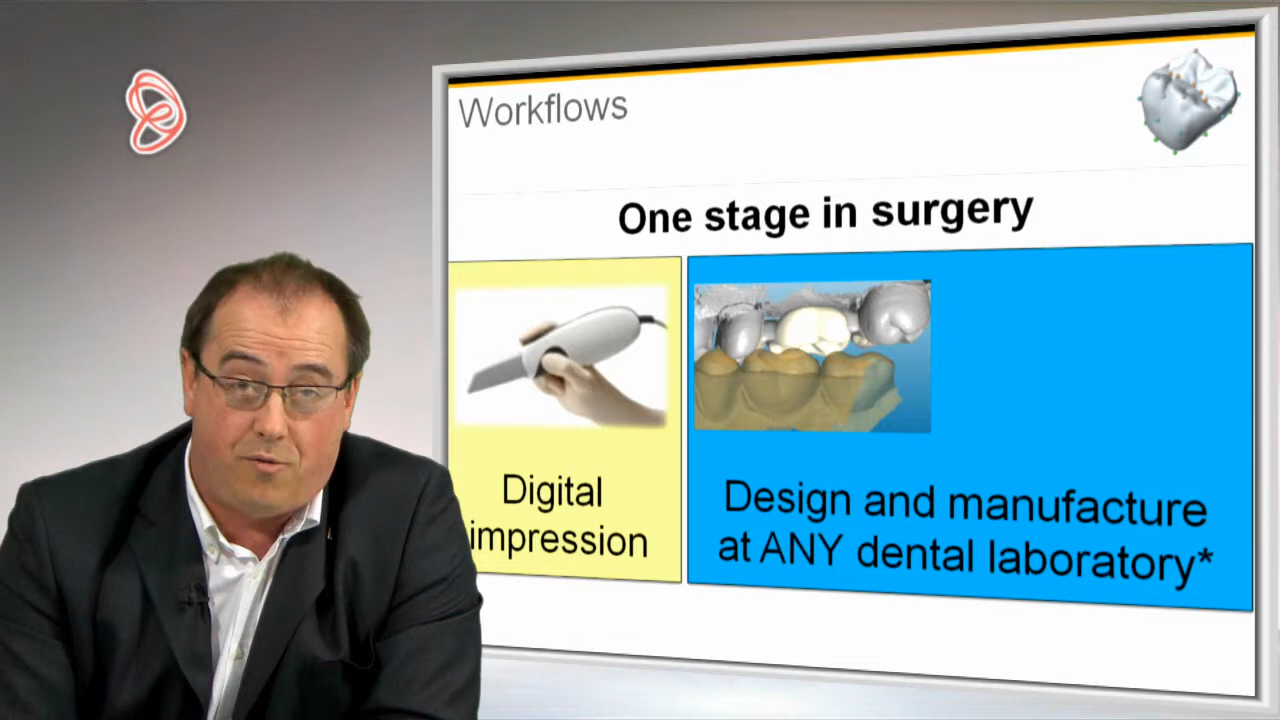 Workflows
One stage in surgery
Digital
impression
Design and manufacture
at ANY dental laboratory*